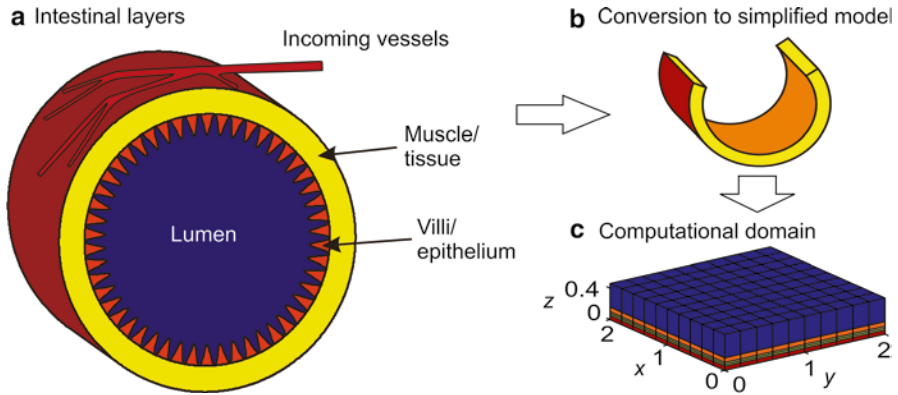 a Intestinal layers
Incoming vessels
Muscle/
tissue
Villi/
epithelium
Lumen
b Conversion to simplified model
c Computational domain
z 0.4
0
2
1
x
0
0
1
y
2